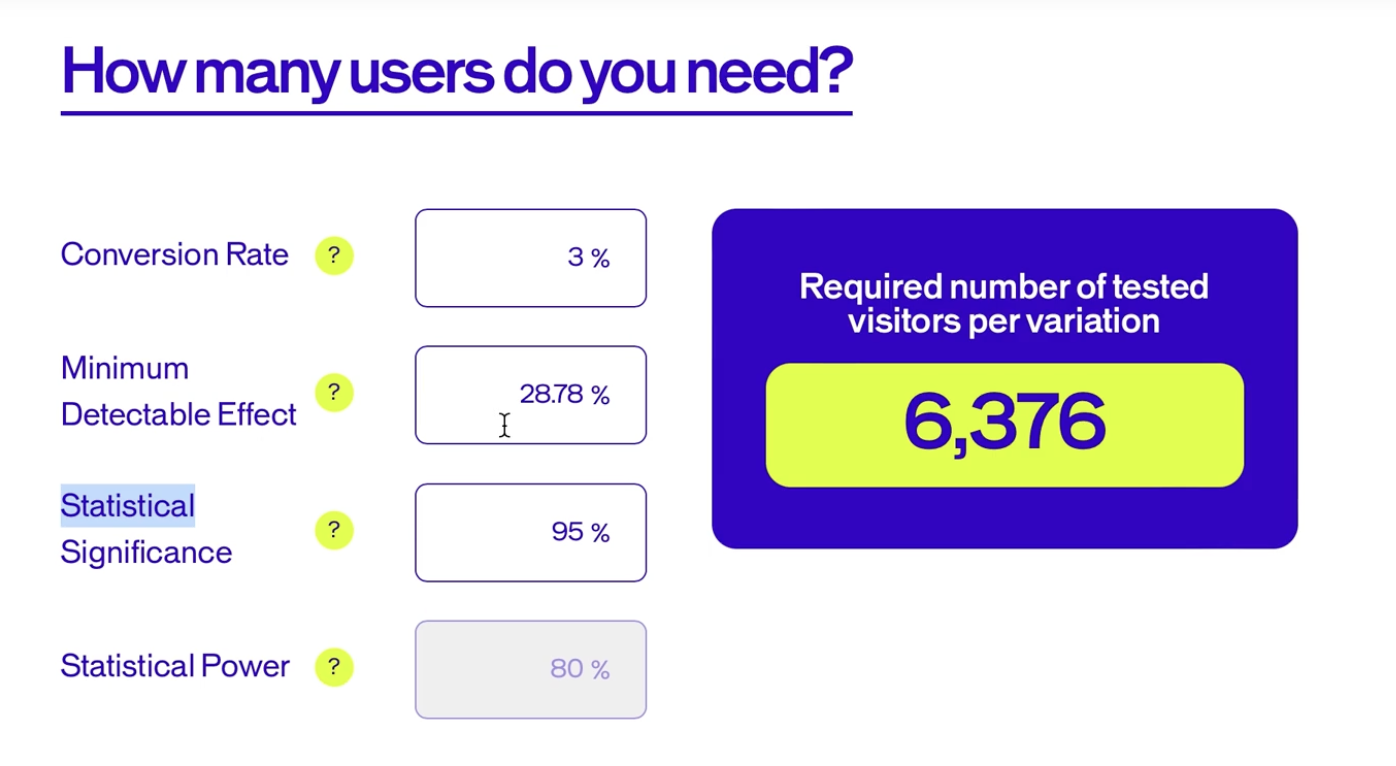 How many users do you need?
Conversion Rate ? 3 %
Minimum
Detectable Effect ? 28.78 %
Statistical
Significance ? 95 %
Statistical Power ? 80 %
Required number of tested
visitors per variation
6,376